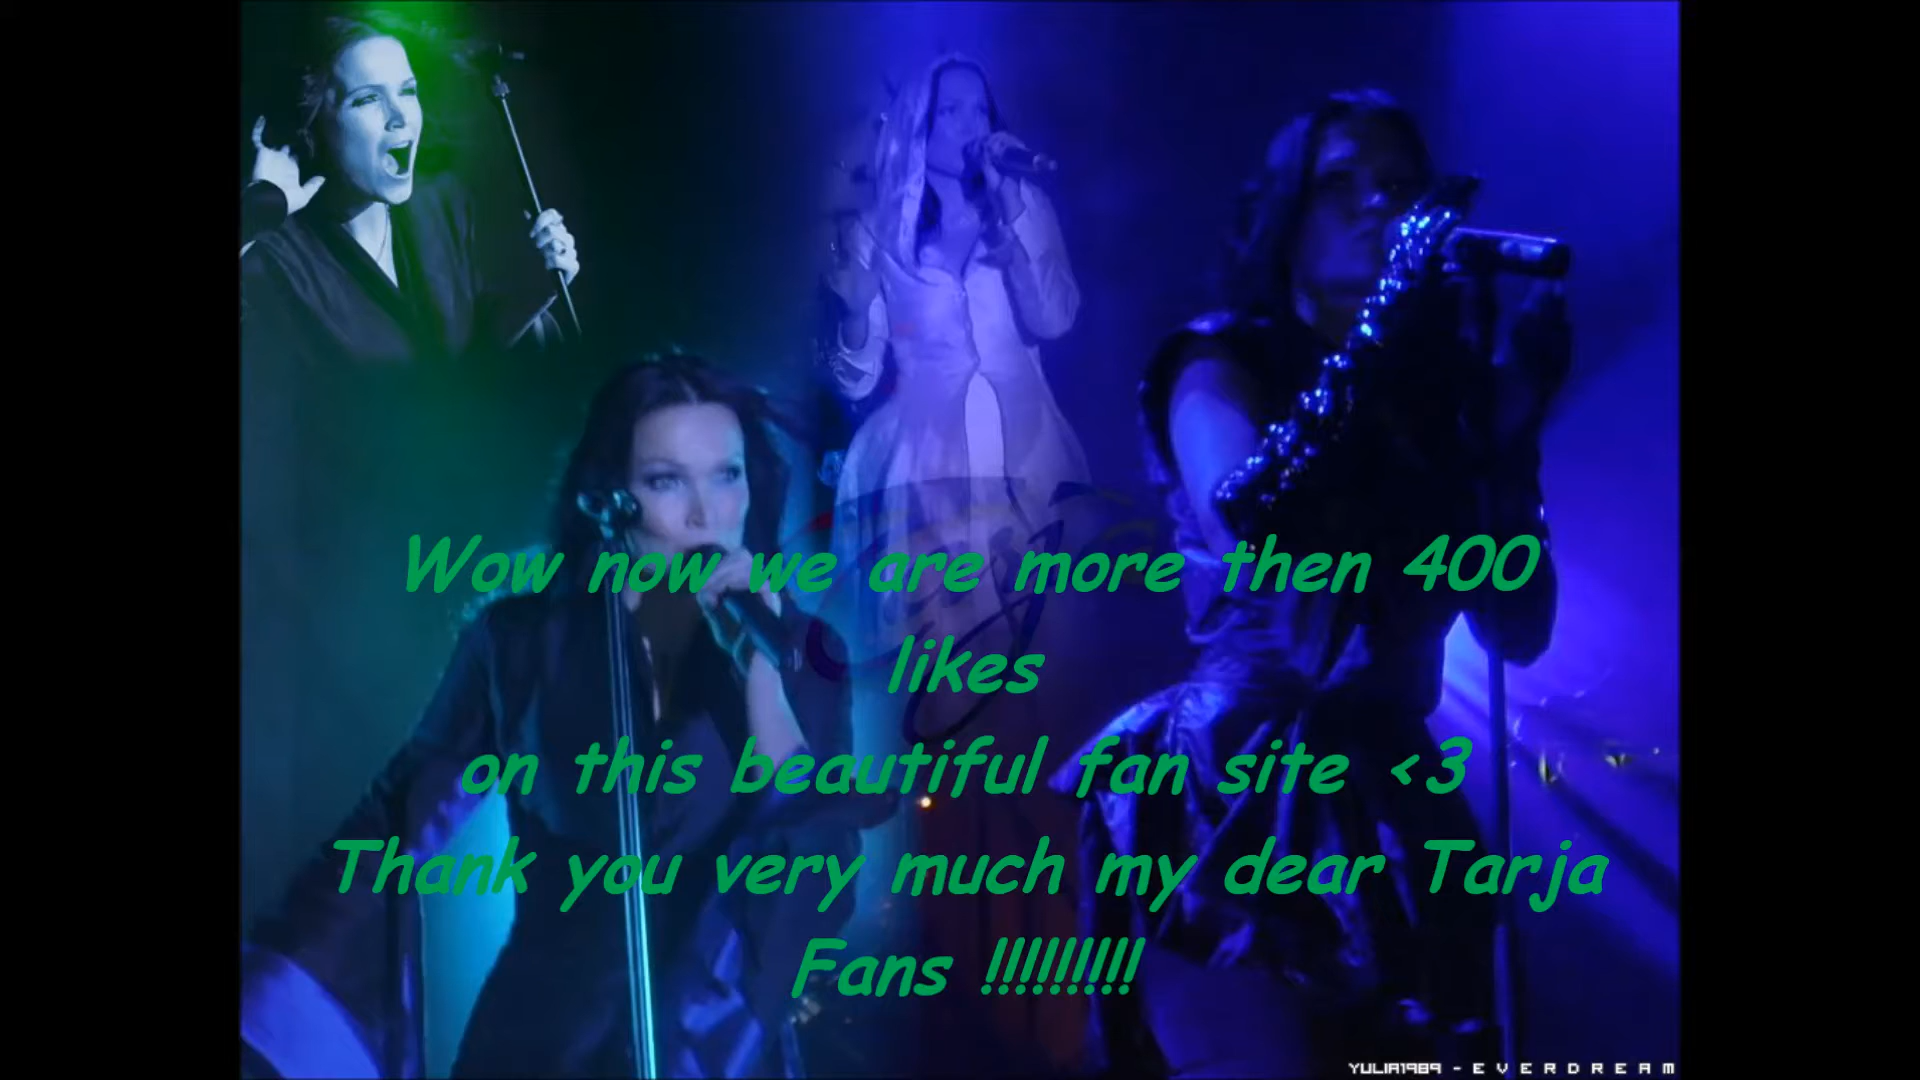 Wow now we are more then 400
likes
on this beautiful fan site <3
Thank you very much my dear Tarja
Fans !!!!!!!!!
YULIA1989 - EVERDREAM